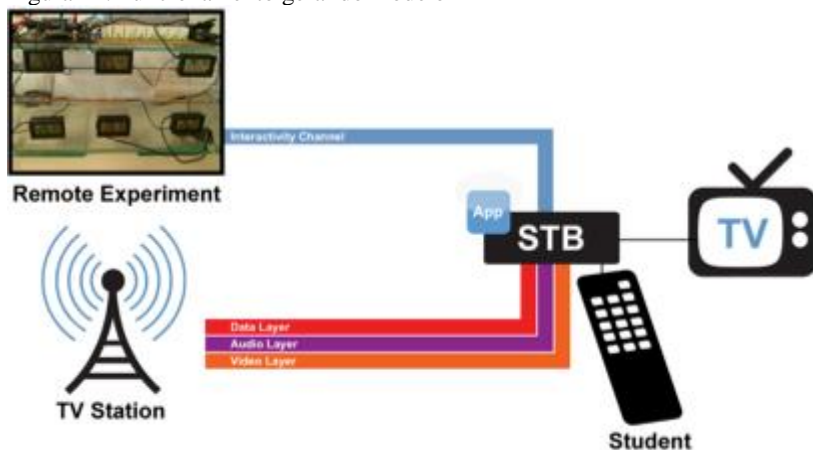 Remote Experiment
Interactivity Channel
App
STB
TV
Data Layer
Audio Layer
Video Layer
TV Station
Student